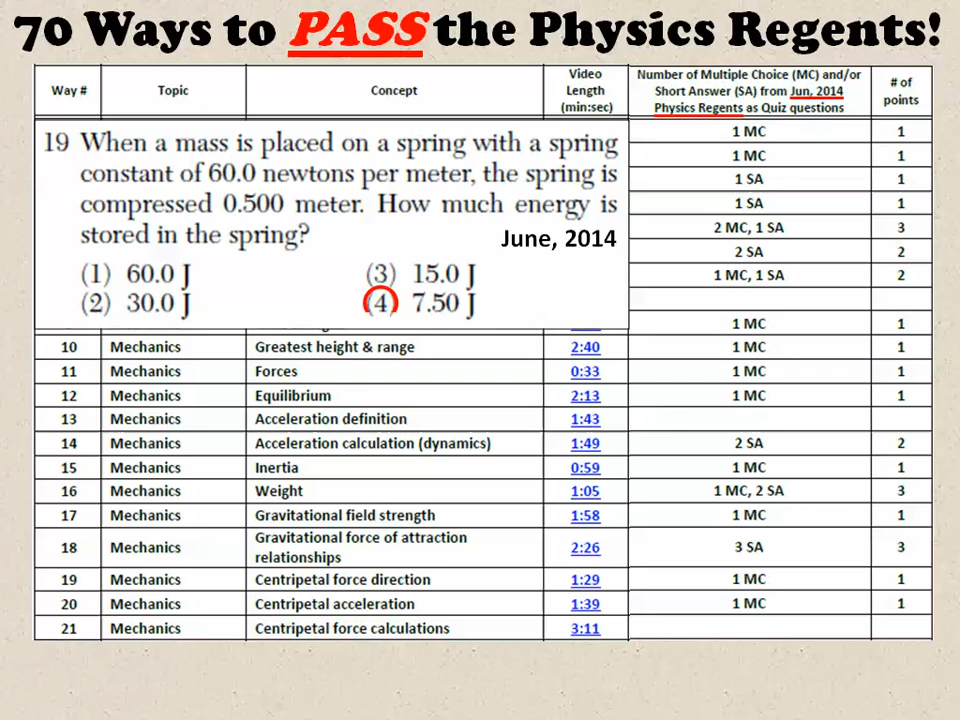 70 Ways to PASS the Physics Regents!
Way # Topic Concept Video Length (min:sec) Number of Multiple Choice (MC) and/or Short Answer (SA) from Jun, 2014 Physics Regents as Quiz questions # of points
19 When a mass is placed on a spring with a spring
constant of 60.0 newtons per meter, the spring is
compressed 0.500 meter. How much energy is
stored in the spring?
June, 2014
(1) 60.0 J (3) 15.0 J
(2) 30.0 J (4) 7.50 J
1 MC 1
1 MC 1
1 SA 1
1 SA 1
2 MC, 1 SA 3
2 SA 2
1 MC, 1 SA 2
1 MC 1
10 Mechanics Greatest height & range 2:40 1 MC 1
11 Mechanics Forces 0:33 1 MC 1
12 Mechanics Equilibrium 2:13 1 MC 1
13 Mechanics Acceleration definition 1:43
14 Mechanics Acceleration calculation (dynamics) 1:49 2 SA 2
15 Mechanics Inertia 0:59 1 MC 1
16 Mechanics Weight 1:05 1 MC, 2 SA 3
17 Mechanics Gravitational field strength 1:58 1 MC 1
18 Mechanics Gravitational force of attraction relationships 2:26 3 SA 3
19 Mechanics Centripetal force direction 1:29 1 MC 1
20 Mechanics Centripetal acceleration 1:39 1 MC 1
21 Mechanics Centripetal force calculations 3:11